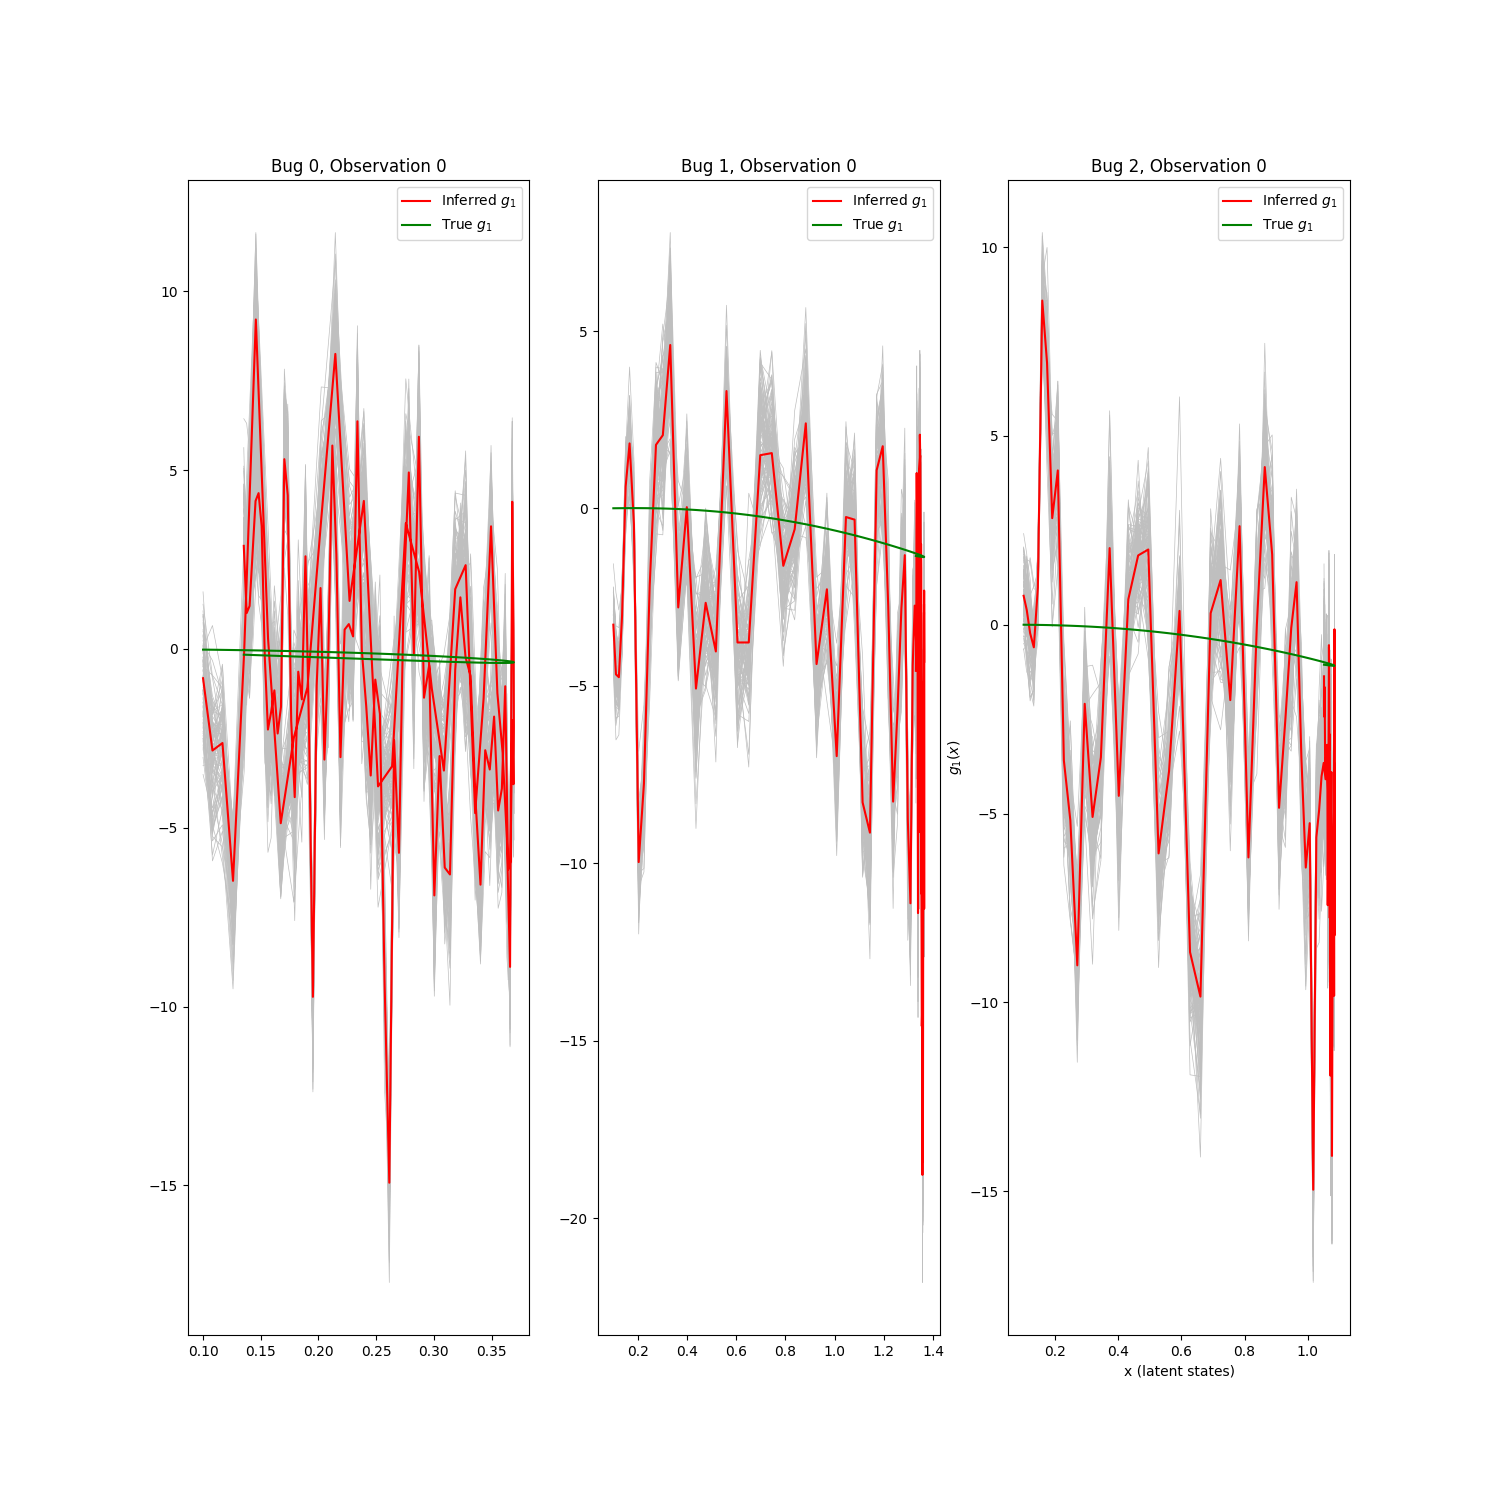 Bug 0, Observation 0
Inferred g₁
True g₁
10
5
0
−5
−10
−15
0.10 0.15 0.20 0.25 0.30 0.35
Bug 1, Observation 0
Inferred g₁
True g₁
5
0
−5
−10
−15
−20
0.2 0.4 0.6 0.8 1.0 1.2 1.4
Bug 2, Observation 0
Inferred g₁
True g₁
g₁(x)
10
5
0
−5
−10
−15
0.2 0.4 0.6 0.8 1.0
x (latent states)